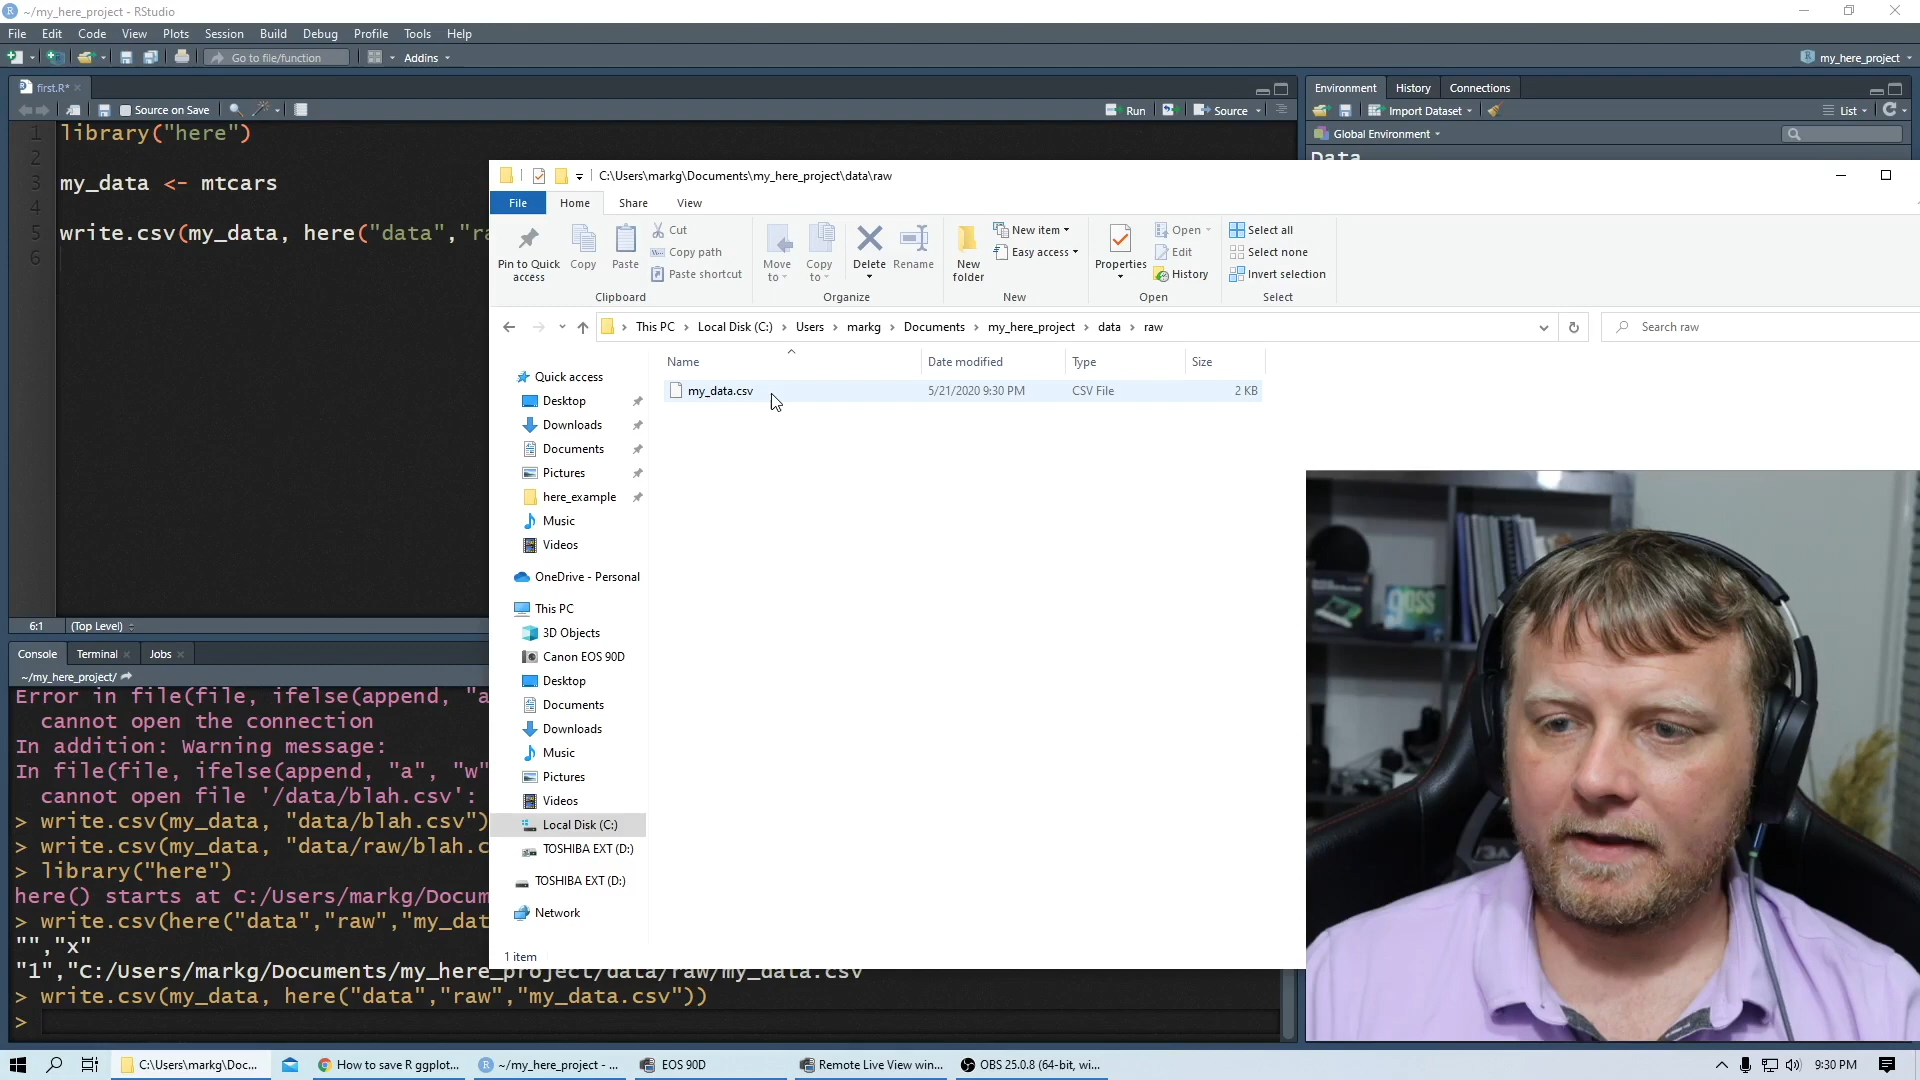 ~/my_here_project - RStudio
File Edit Code View Plots Session Build Debug Profile Tools Help
Go to file/function
Addins
my_here_project
first.R*
Source on Save
Run
Source
1 library("here")
2
3 my_data <- mtcars
4
5 write.csv(my_data, here("data","ra
6
6:1 (Top Level)
Environment History Connections
Import Dataset
List
Global Environment
Data
C:\Users\markg\Documents\my_here_project\data\raw
File Home Share View
Pin to Quick access
Copy
Paste
Cut
Copy path
Paste shortcut
Clipboard
Move to
Copy to
Delete
Rename
Organize
New folder
New item
Easy access
New
Properties
Open
Edit
History
Open
Select all
Select none
Invert selection
Select
This PC > Local Disk (C:) > Users > markg > Documents > my_here_project > data > raw
Search raw
Name Date modified Type Size
my_data.csv 5/21/2020 9:30 PM CSV File 2 KB
Quick access
Desktop
Downloads
Documents
Pictures
here_example
Music
Videos
OneDrive - Personal
This PC
3D Objects
Canon EOS 90D
Desktop
Documents
Downloads
Music
Pictures
Videos
Local Disk (C:)
TOSHIBA EXT (D:)
TOSHIBA EXT (D:)
Network
1 item
Console Terminal Jobs
~/my_here_project/
Error in file(file, ifelse(append, "a
cannot open the connection
In addition: Warning message:
In file(file, ifelse(append, "a", "w"
cannot open file '/data/blah.csv':
> write.csv(my_data, "data/blah.csv")
> write.csv(my_data, "data/raw/blah.c
> library("here")
here() starts at C:/Users/markg/Docum
> write.csv(here("data","raw","my_dat
"","x"
"1","C:/Users/markg/Documents/my_here_project/data/raw/my_data.csv
> write.csv(my_data, here("data","raw","my_data.csv"))
>
C:\Users\markg\Doc...
How to save R ggplot...
~/my_here_project - ...
EOS 90D
Remote Live View win...
OBS 25.0.8 (64-bit, wi...
9:30 PM